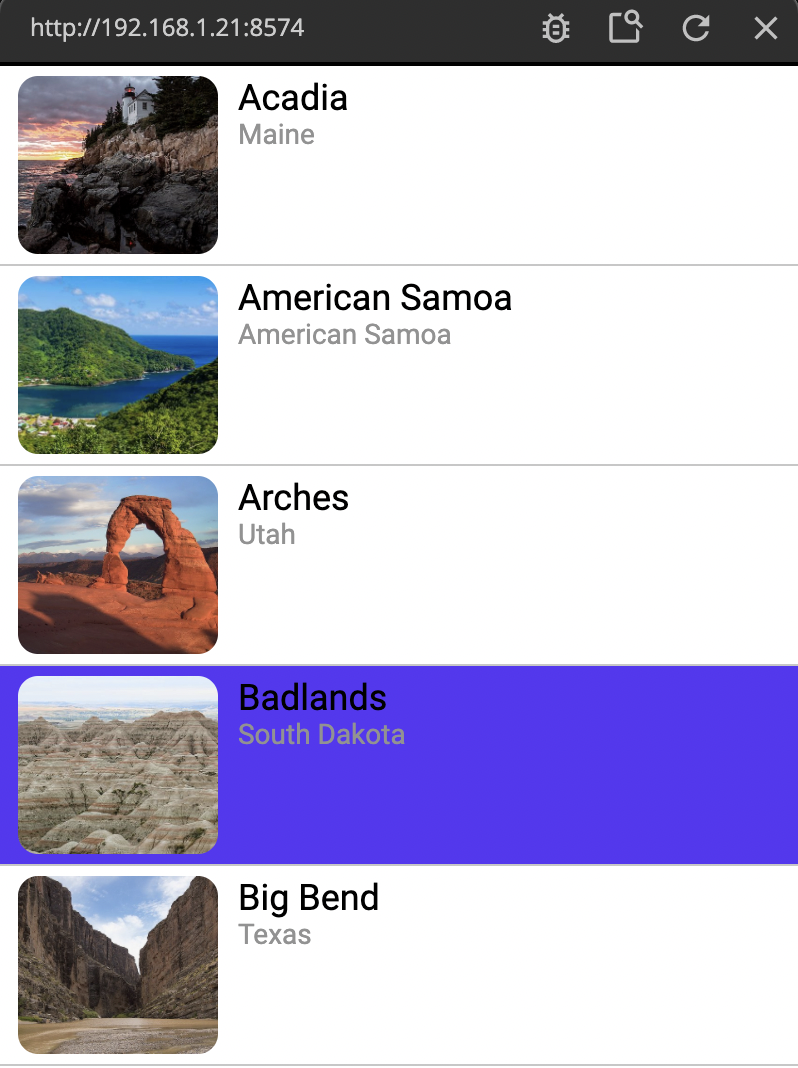 http://192.168.1.21:8574
Acadia
Maine
American Samoa
American Samoa
Arches
Utah
Badlands
South Dakota
Big Bend
Texas